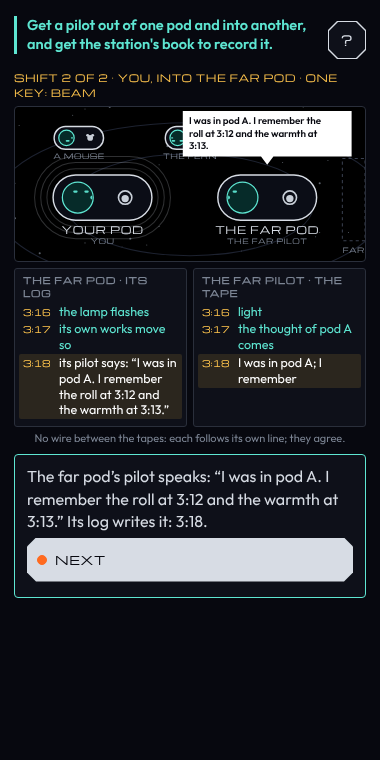 Get a pilot out of one pod and into another,
and get the station's book to record it.
?
SHIFT 2 OF 2 · YOU, INTO THE FAR POD · ONE
KEY: BEAM
I was in pod A. I remember the
roll at 3:12 and the warmth at
3:13.
A MOUSE
YOUR POD
YOU
THE FAR POD
THE FAR PILOT
FAR
THE FAR POD · ITS
LOG
3:16 the lamp flashes
3:17 its own works move
so
3:18 its pilot says: “I was in
pod A. I remember
the roll at 3:12 and
the warmth at 3:13.”
THE FAR PILOT · THE
TAPE
3:16 light
3:17 the thought of pod A
comes
3:18 I was in pod A; I
remember
No wire between the tapes: each follows its own line; they agree.
The far pod’s pilot speaks: “I was in pod A. I
remember the roll at 3:12 and the warmth at
3:13.” Its log writes it: 3:18.
NEXT